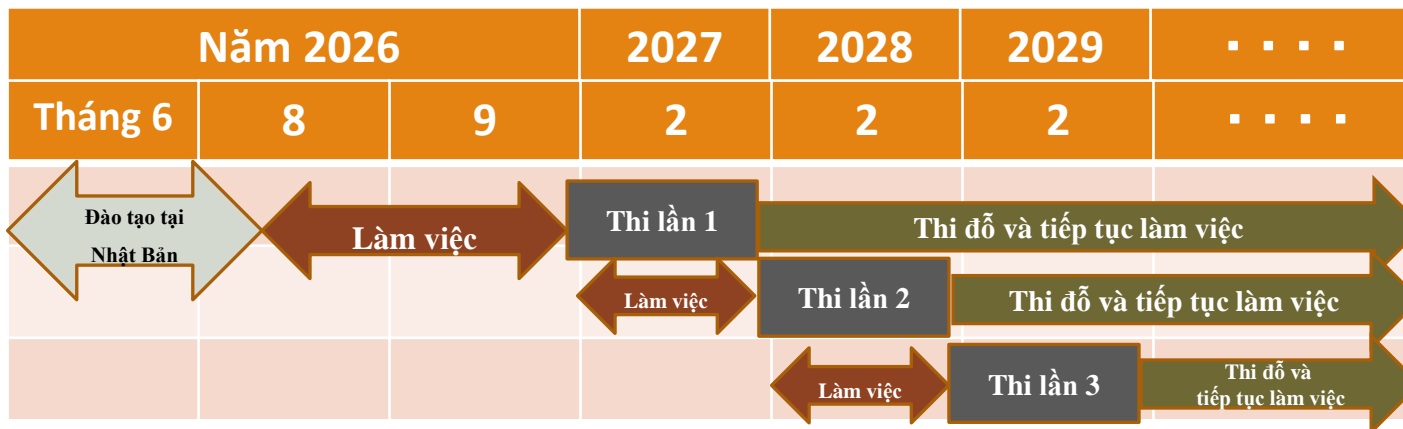 Năm 2026 2027 2028 2029 ....
Tháng 6 8 9 2 2 2 ....
Đào tạo tại
Nhật Bản
Làm việc
Thi lần 1
Thi đỗ và tiếp tục làm việc
Làm việc
Thi lần 2
Thi đỗ và tiếp tục làm việc
Làm việc
Thi lần 3
Thi đỗ và
tiếp tục làm việc